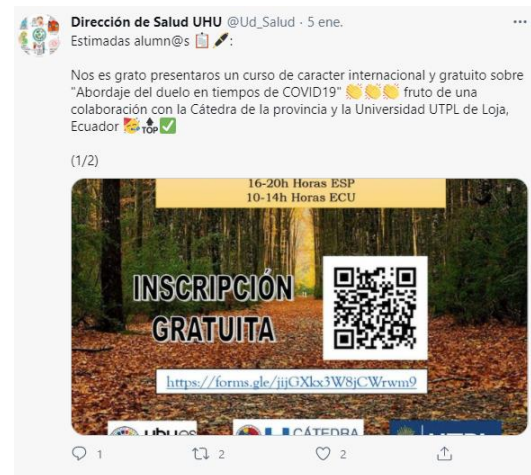 Dirección de Salud UHU @Ud_Salud · 5 ene.
Estimadas alumn@s 📋 🖋️:
Nos es grato presentaros un curso de caracter internacional y gratuito sobre
"Abordaje del duelo en tiempos de COVID19" 👏👏👏 fruto de una
colaboración con la Cátedra de la provincia y la Universidad UTPL de Loja,
Ecuador 🥳🔝✅
(1/2)
16-20h Horas ESP
10-14h Horas ECU
INSCRIPCIÓN
GRATUITA
https://forms.gle/jijGXkx3W8jCWrwm9
CÁTEDRA
1 2 2